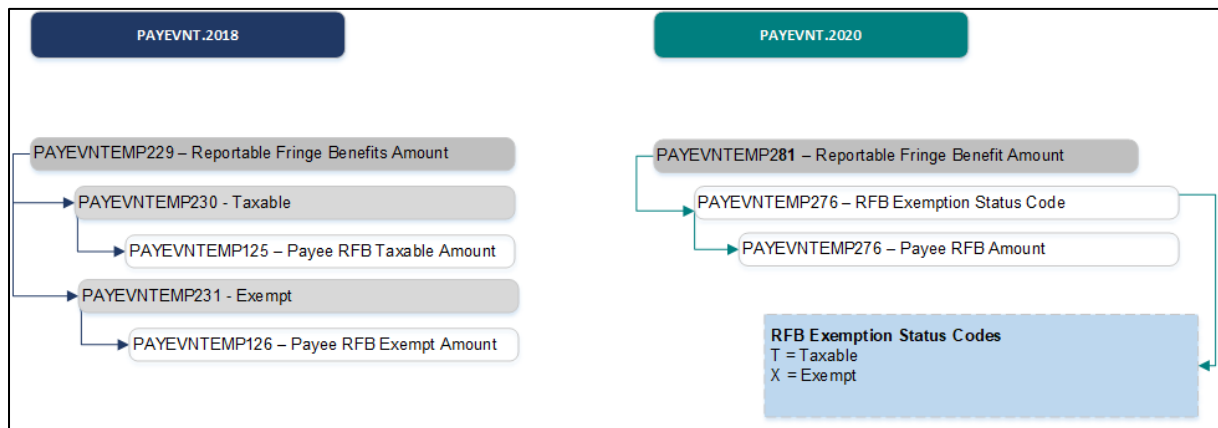 PAYEVNT.2018
PAYEVNTEMP229 – Reportable Fringe Benefits Amount
PAYEVNTEMP230 - Taxable
PAYEVNTEMP125 – Payee RFB Taxable Amount
PAYEVNTEMP231 - Exempt
PAYEVNTEMP126 – Payee RFB Exempt Amount
PAYEVNT.2020
PAYEVNTEMP281 – Reportable Fringe Benefit Amount
PAYEVNTEMP276 – RFB Exemption Status Code
PAYEVNTEMP276 – Payee RFB Amount
RFB Exemption Status Codes
T = Taxable
X = Exempt